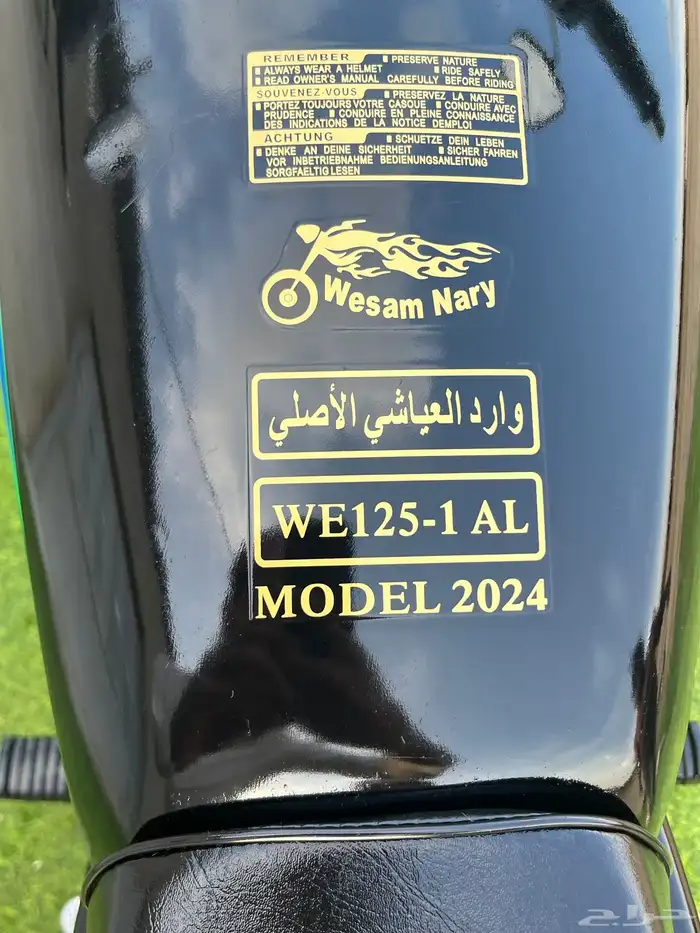 REMEMBER ■ PRESERVE NATURE
■ ALWAYS WEAR A HELMET ■ RIDE SAFELY
■ READ OWNER'S MANUAL CAREFULLY BEFORE RIDING
SOUVENEZ-VOUS ■ PRESERVEZ LA NATURE
■ PORTEZ TOUJOURS VOTRE CASOUE ■ CONDUIRE AVEC
PRUDENCE ■ CONDUIRE EN PLEINE CONNAISSANCE
DES INDICATIONS DE LA NOTICE DEMPLOI
ACHTUNG ■ SCHUETZE DEIN LEBEN
■ DENKE AN DEINE SICHERHEIT ■ SICHER FAHREN
VOR INBETRIEBNAHME BEDIENUNGSANLEITUNG
SORGFAELTIG LESEN
Wesam Nary
وارد العياشي الأصلي
WE125-1 AL
MODEL 2024
حراج